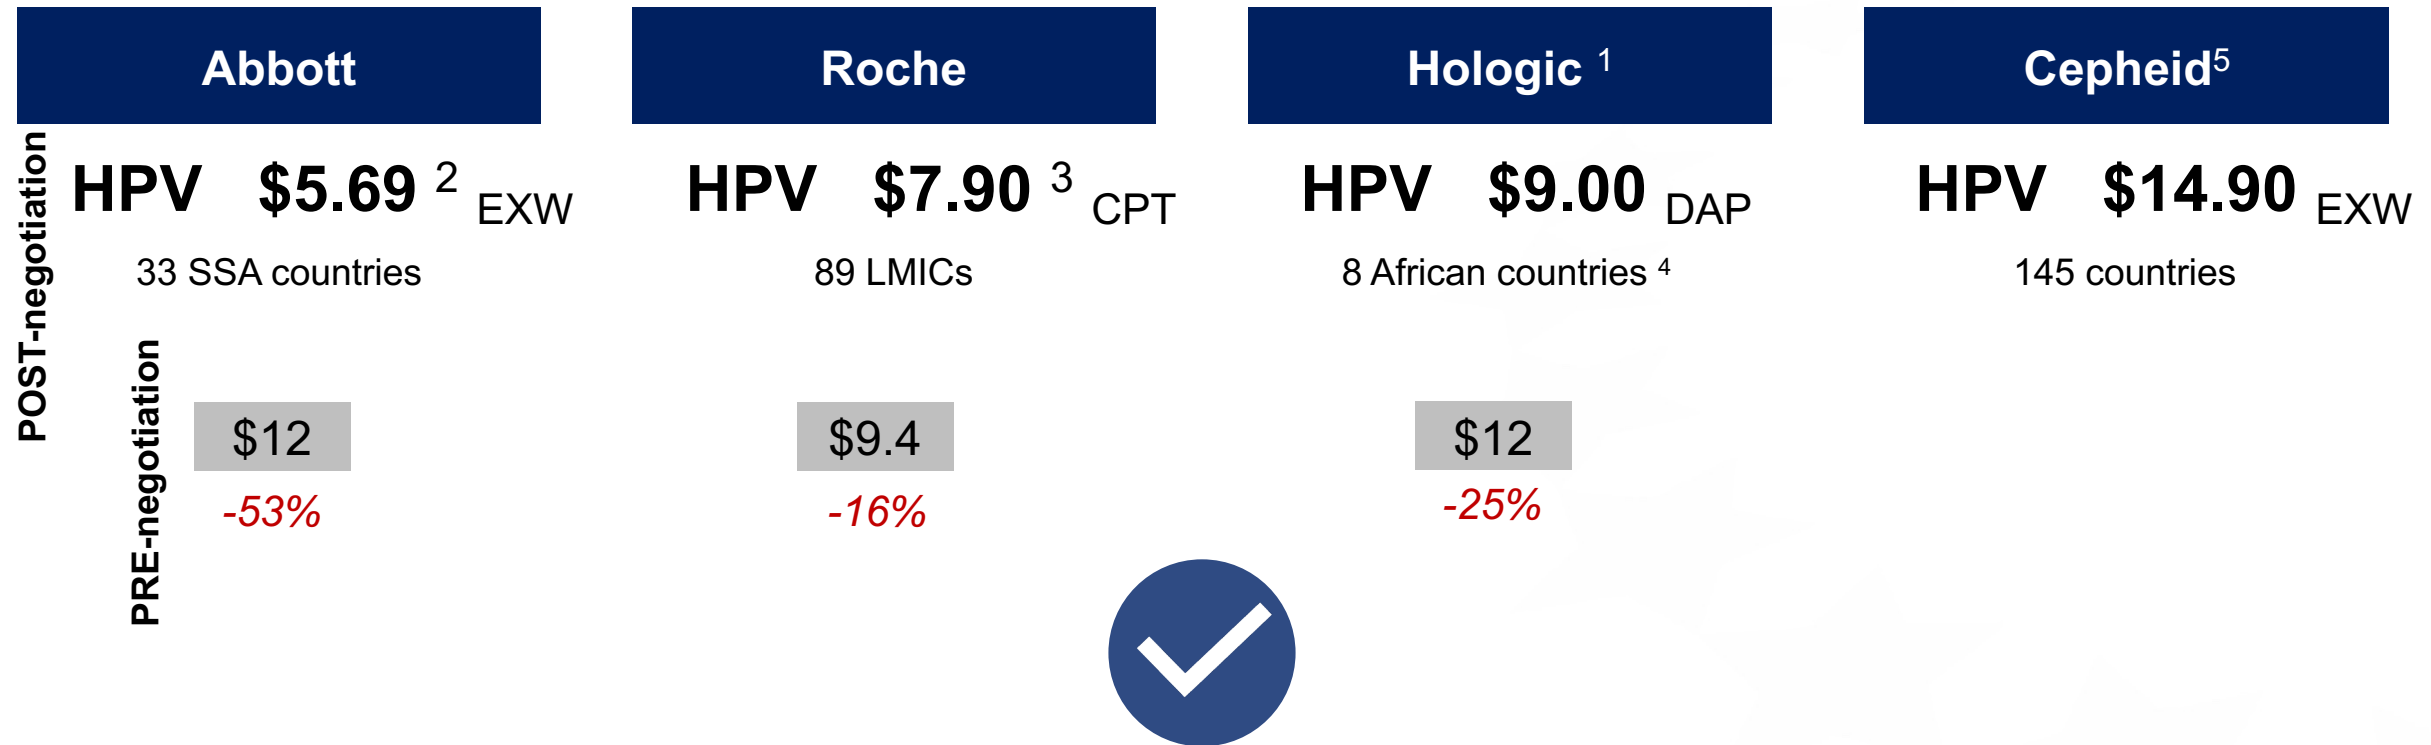 Abbott
Roche
Hologic 1
Cepheid5
POST-negotiation
HPV $5.69 2 EXW
HPV $7.90 3 CPT
HPV $9.00 DAP
HPV $14.90 EXW
33 SSA countries
89 LMICs
8 African countries 4
145 countries
PRE-negotiation
$12
$9.4
$12
-53%
-16%
-25%